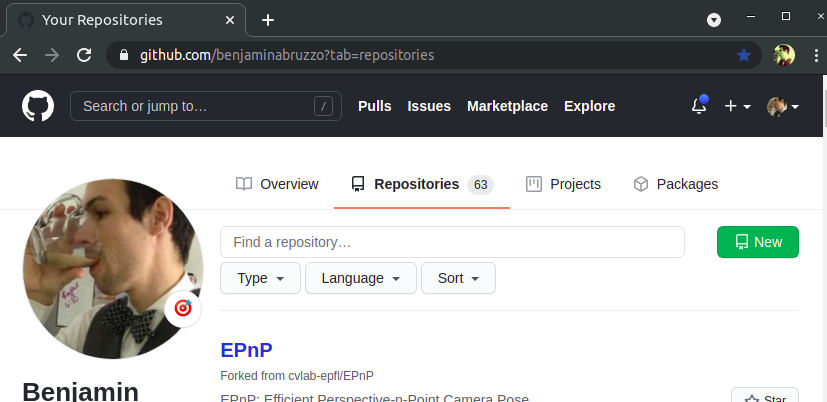 Your Repositories
github.com/benjaminabruzzo?tab=repositories
Search or jump to… / Pulls Issues Marketplace Explore
Overview Repositories 63 Projects Packages
Find a repository… New
Type Language Sort
EPnP
Forked from cvlab-epfl/EPnP
EPnP: Efficient Perspective-n-Point Camera Pose
Benjamin Star